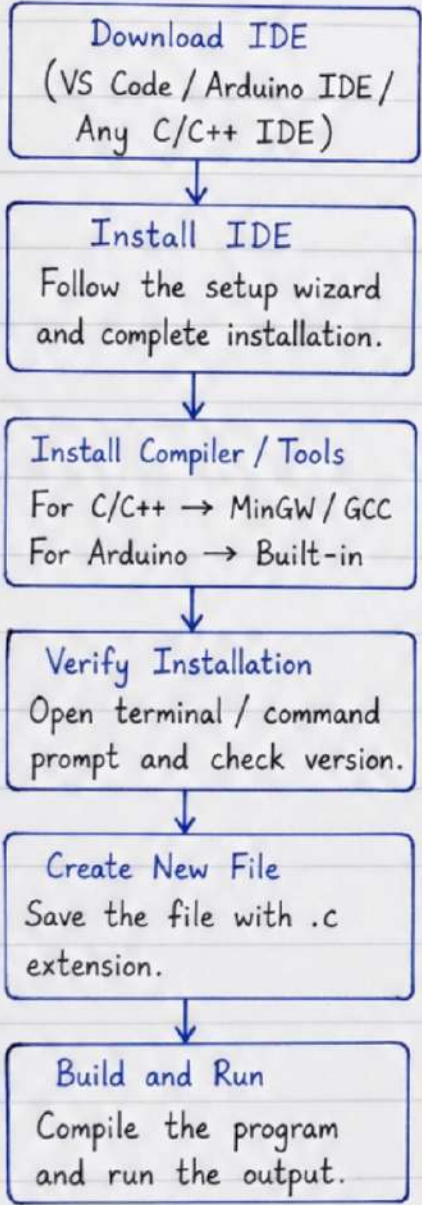 Download IDE
(VS Code / Arduino IDE /
Any C/C++ IDE)
Install IDE
Follow the setup wizard
and complete installation.
Install Compiler / Tools
For C/C++ → MinGW / GCC
For Arduino → Built-in
Verify Installation
Open terminal / command
prompt and check version.
Create New File
Save the file with .c
extension.
Build and Run
Compile the program
and run the output.